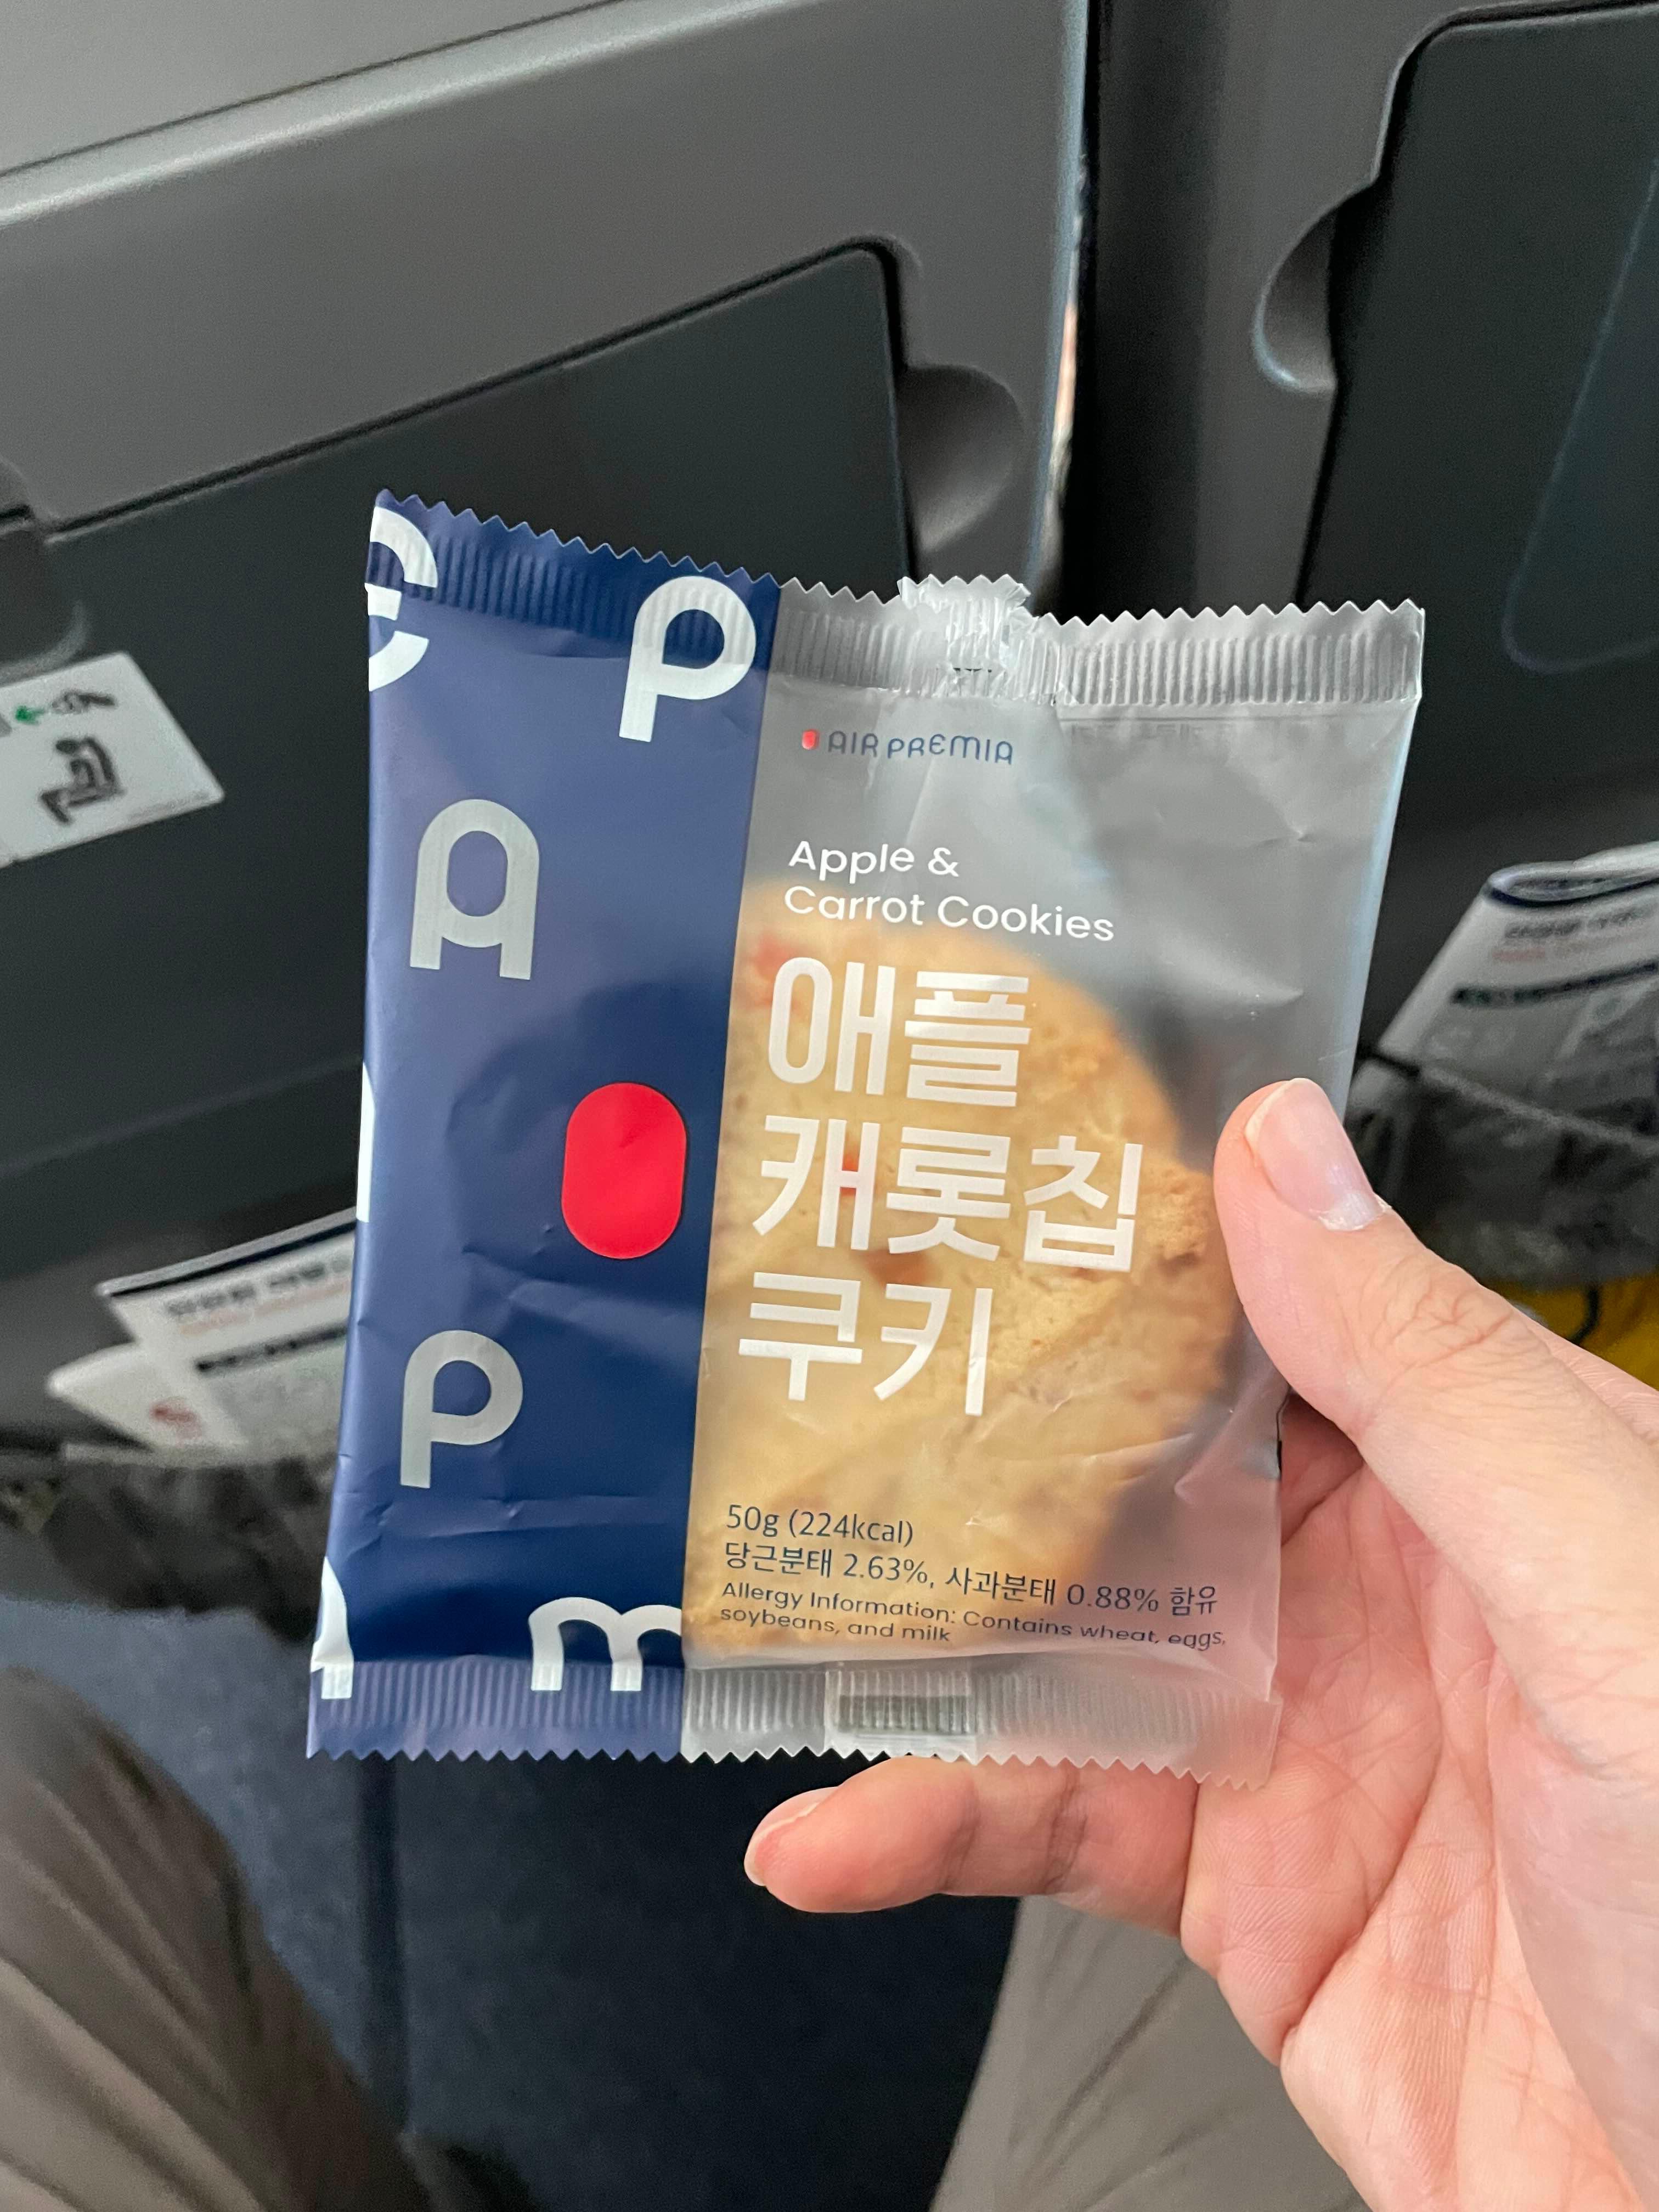 e
P
A
P
m
AIR PREMIA
Apple &
Carrot Cookies
애플
캐롯칩
쿠키
50g (224kcal)
당근분태 2.63%, 사과분태 0.88% 함유
Allergy Information: Contains wheat, eggs,
soybeans, and milk